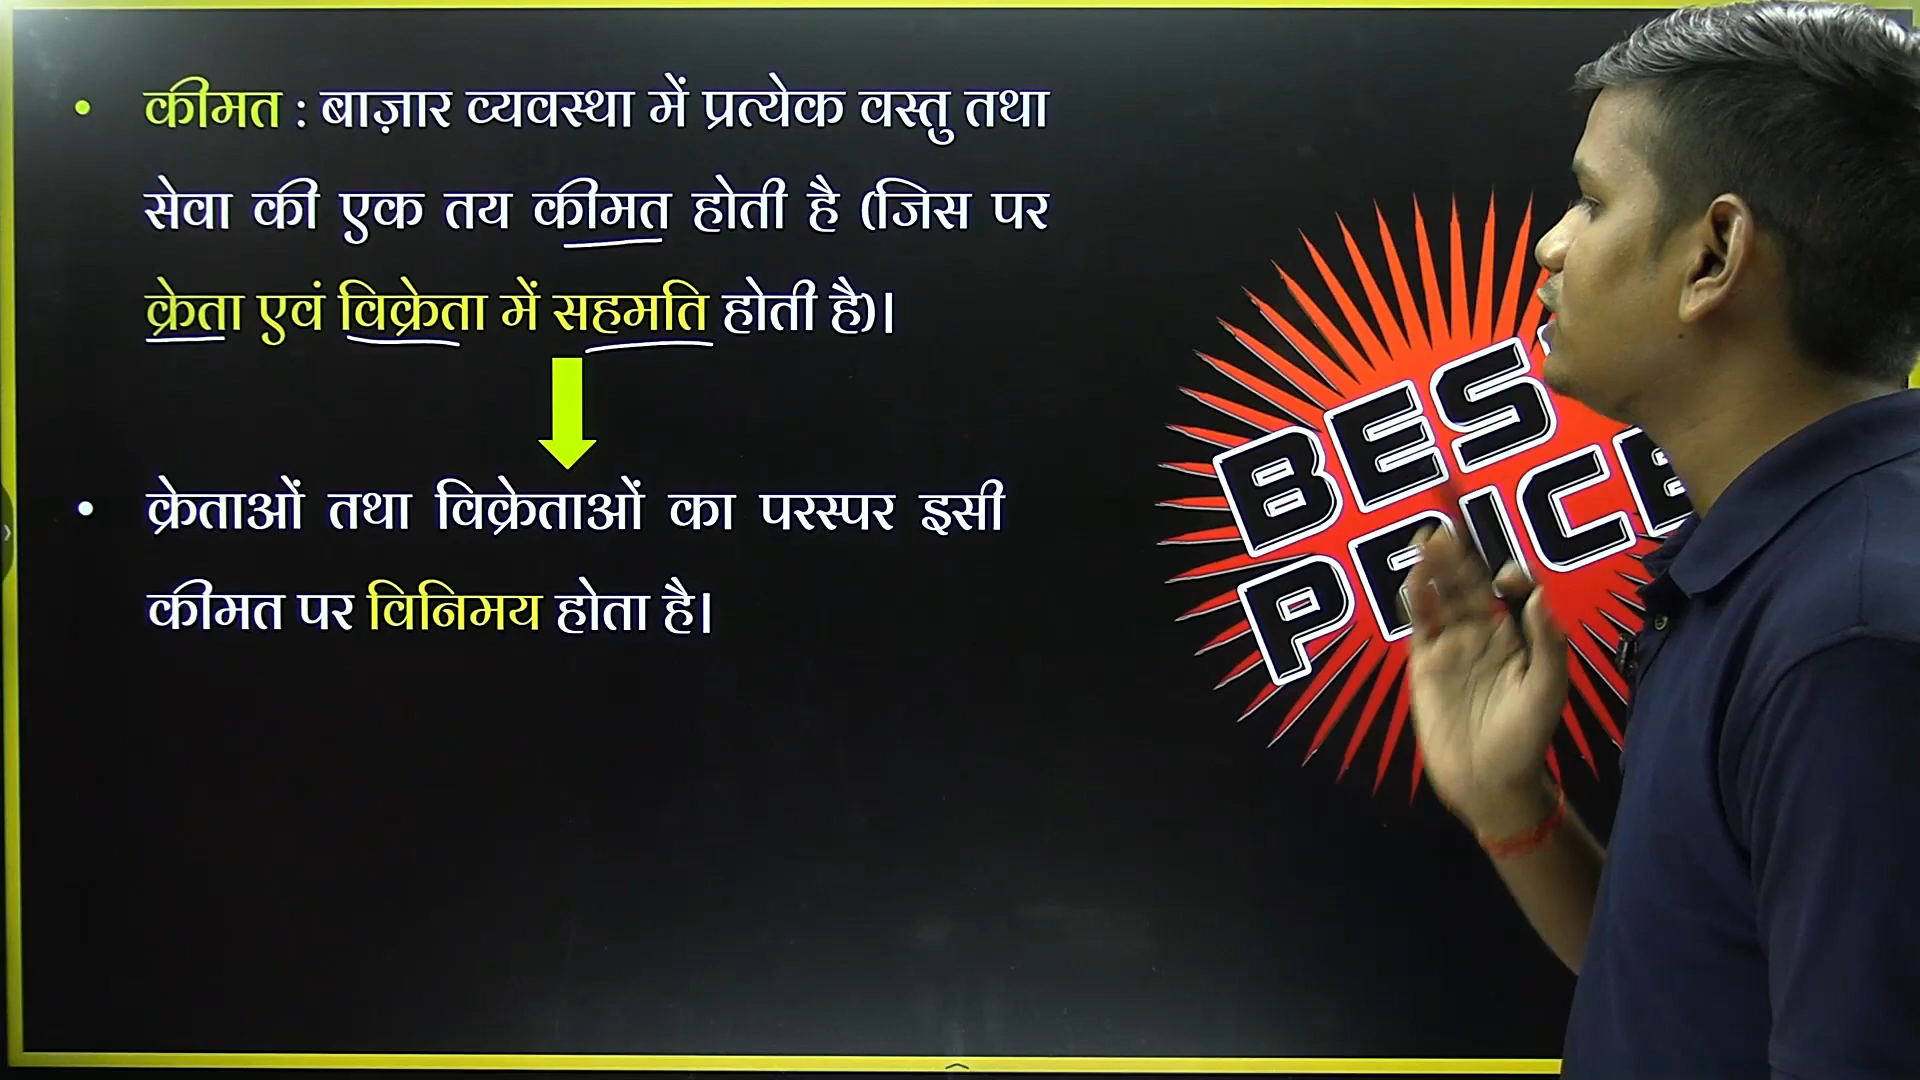 • कीमत : बाज़ार व्यवस्था में प्रत्येक वस्तु तथा
सेवा की एक तय कीमत होती है (जिस पर
क्रेता एवं विक्रेता में सहमति होती है)।
• क्रेताओं तथा विक्रेताओं का परस्पर इसी
कीमत पर विनिमय होता है।
BES
PRICE